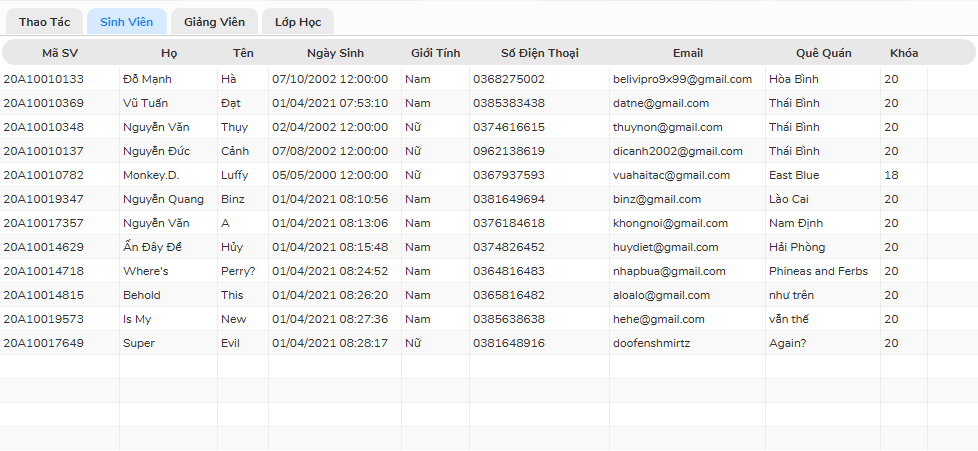 Thao Tác Sinh Viên Giảng Viên Lớp Học
Mã SV Họ Tên Ngày Sinh Giới Tính Số Điện Thoại Email Quê Quán Khóa
20A10010133 Đỗ Mạnh Hà 07/10/2002 12:00:00 Nam 0368275002 belivipro9x99@gmail.com Hòa Bình 20
20A10010369 Vũ Tuấn Đạt 01/04/2021 07:53:10 Nam 0385383438 datne@gmail.com Thái Bình 20
20A10010348 Nguyễn Văn Thụy 02/04/2002 12:00:00 Nữ 0374616615 thuynon@gmail.com Thái Bình 20
20A10010137 Nguyễn Đức Cảnh 07/08/2002 12:00:00 Nữ 0962138619 dicanh2002@gmail.com Thái Bình 20
20A10010782 Monkey.D. Luffy 05/05/2000 12:00:00 Nữ 0367937593 vuahaitac@gmail.com East Blue 18
20A10019347 Nguyễn Quang Binz 01/04/2021 08:10:56 Nam 0381649694 binz@gmail.com Lào Cai 20
20A10017357 Nguyễn Văn A 01/04/2021 08:13:06 Nam 0376184618 khongnoi@gmail.com Nam Định 20
20A10014629 Ấn Đây Để Hủy 01/04/2021 08:15:48 Nam 0374826452 huydiet@gmail.com Hải Phòng 20
20A10014718 Where's Perry? 01/04/2021 08:24:52 Nam 0364816483 nhapbua@gmail.com Phineas and Ferbs 20
20A10014815 Behold This 01/04/2021 08:26:20 Nam 0365816482 aloalo@gmail.com như trên 20
20A10019573 Is My New 01/04/2021 08:27:36 Nam 0385638638 hehe@gmail.com vẫn thế 20
20A10017649 Super Evil 01/04/2021 08:28:17 Nữ 0381648916 doofenshmirtz Again? 20